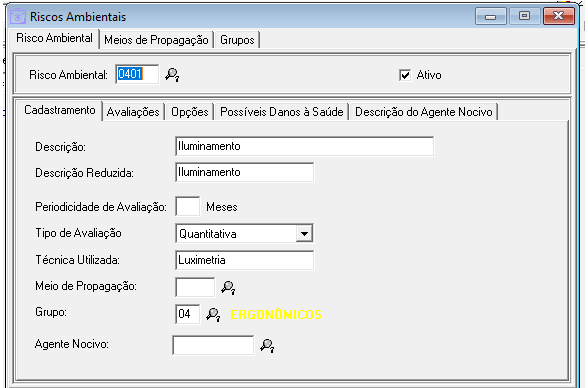 Riscos Ambientais
Risco Ambiental Meios de Propagação Grupos
Risco Ambiental: 0401 Ativo
Cadastramento Avaliações Opções Possíveis Danos à Saúde Descrição do Agente Nocivo
Descrição: Iluminamento
Descrição Reduzida: Iluminamento
Periodicidade de Avaliação: Meses
Tipo de Avaliação Quantitativa
Técnica Utilizada: Luximetria
Meio de Propagação:
Grupo: 04 ERGONÔNICOS
Agente Nocivo: